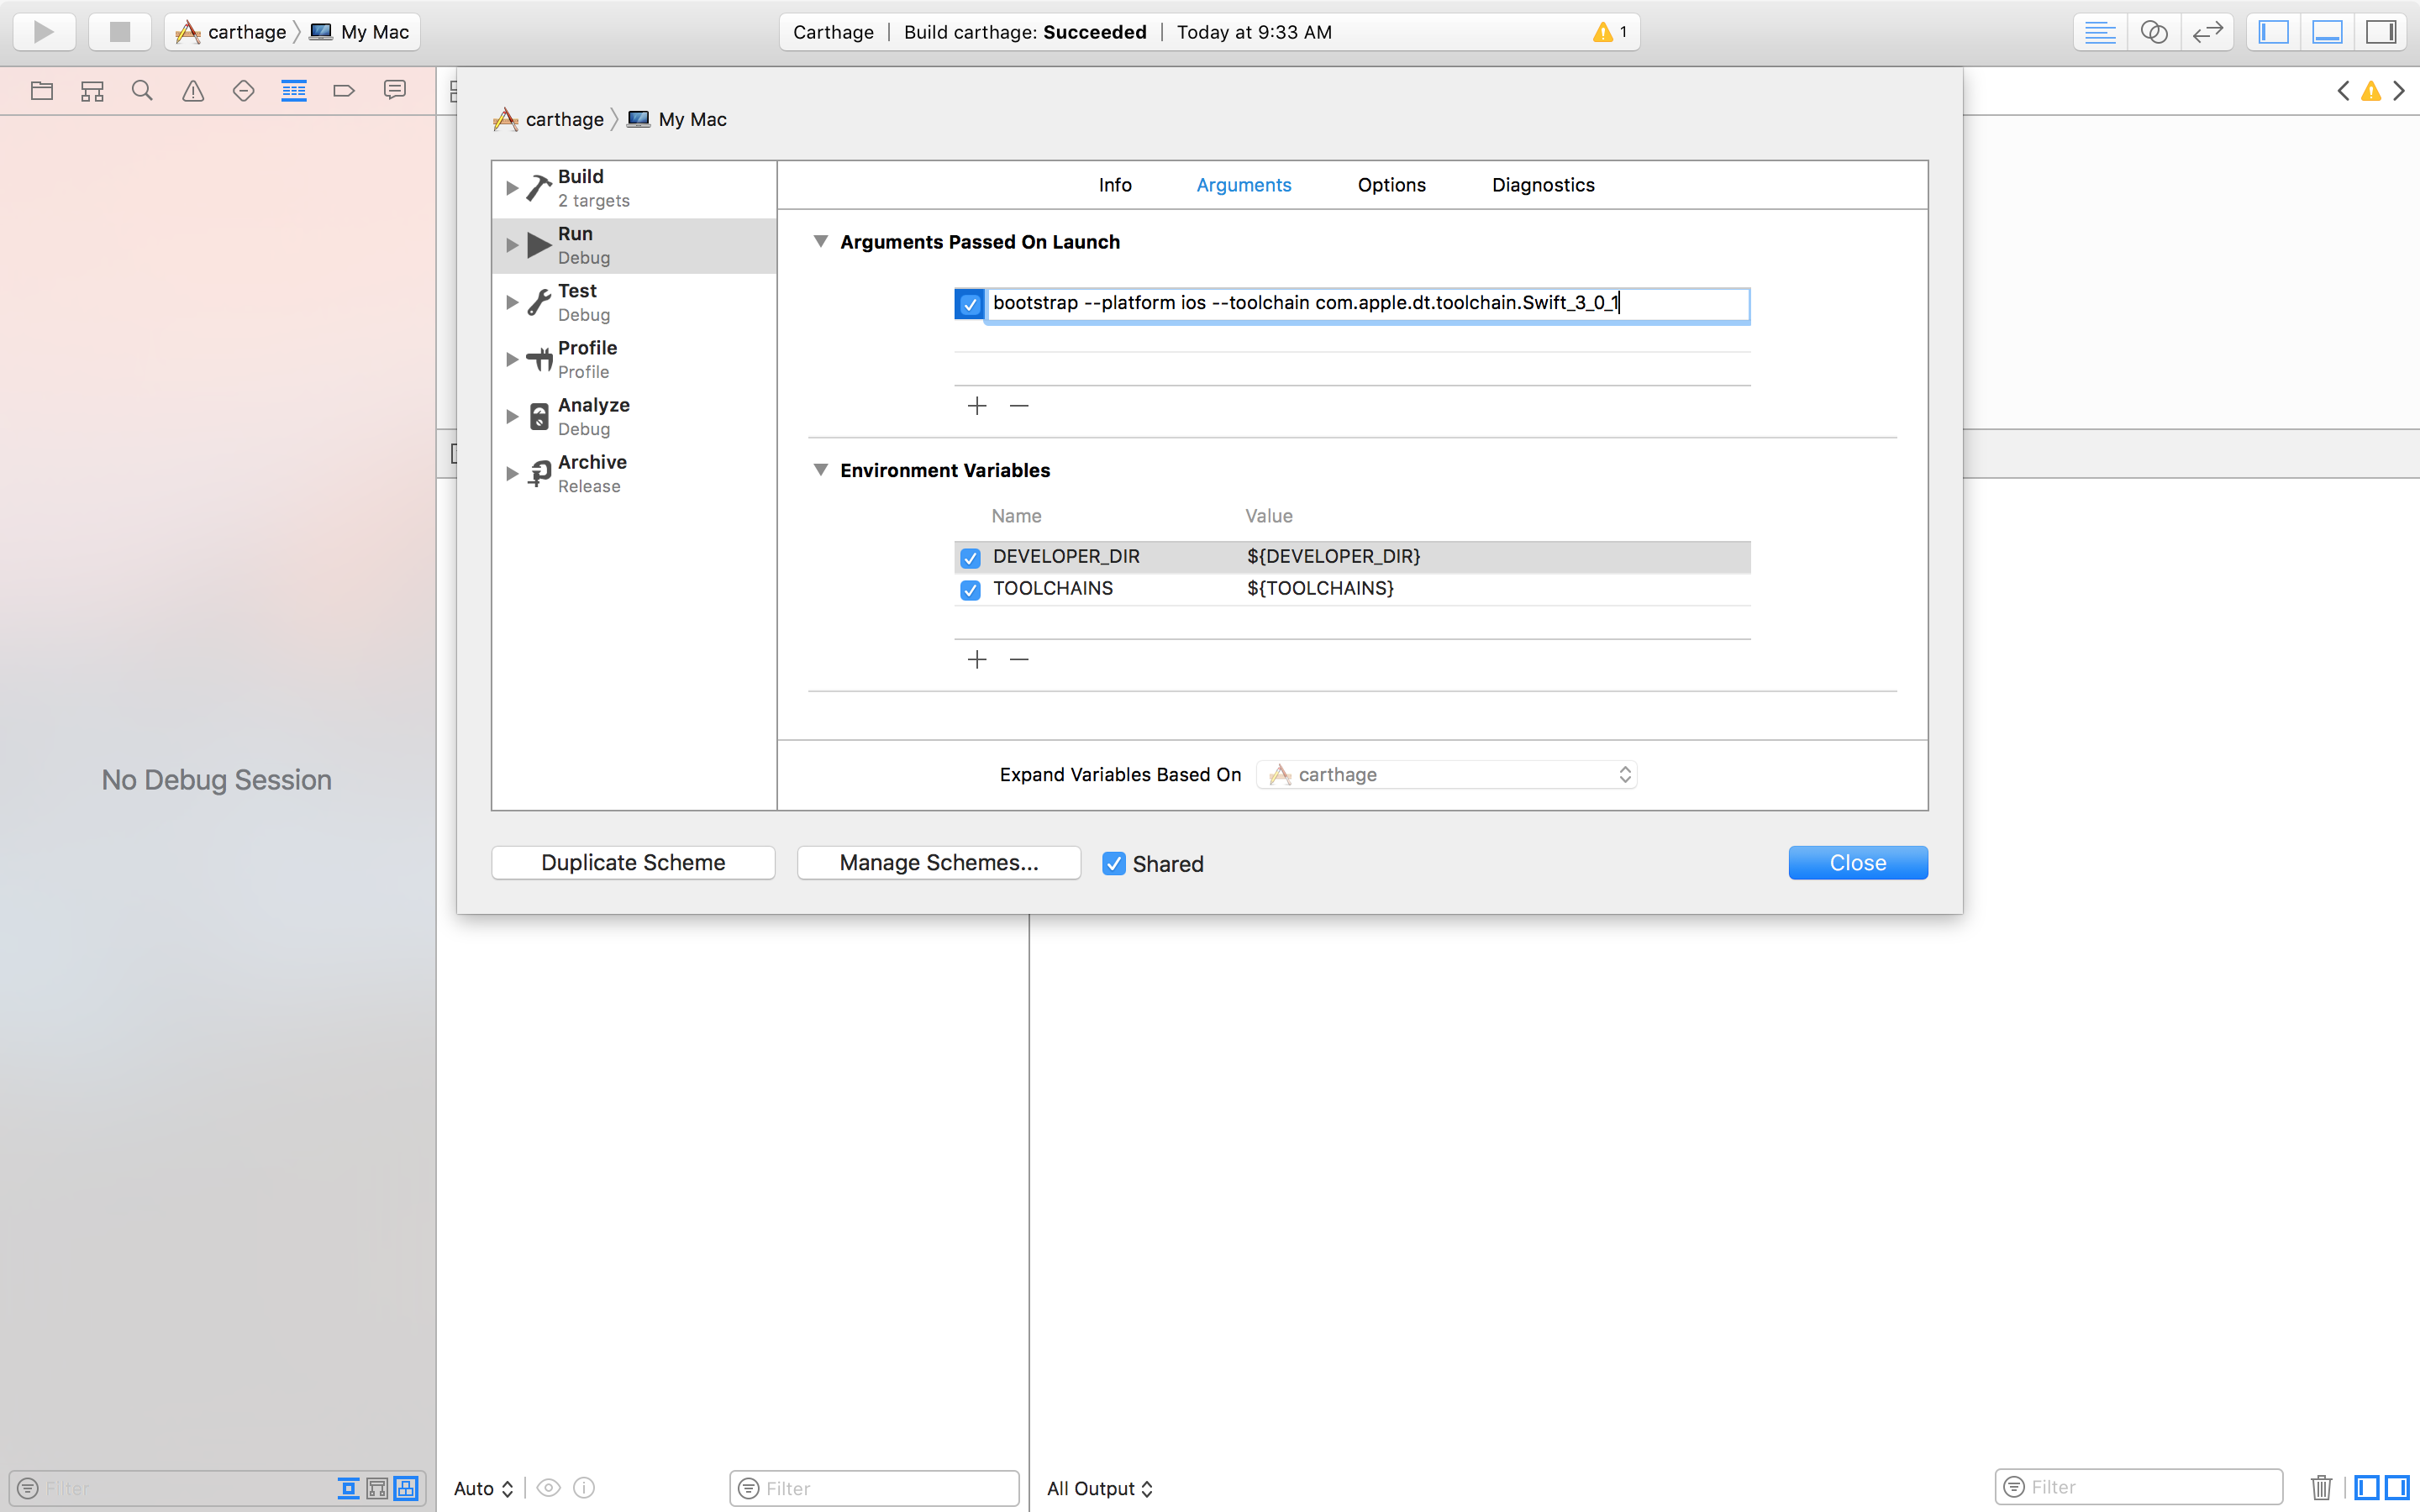 carthage My Mac
Carthage | Build carthage: Succeeded | Today at 9:33 AM
1
carthage My Mac
Build
2 targets
Run
Debug
Test
Debug
Profile
Profile
Analyze
Debug
Archive
Release
Info Arguments Options Diagnostics
Arguments Passed On Launch
bootstrap --platform ios --toolchain com.apple.dt.toolchain.Swift_3_0_1
Environment Variables
Name Value
DEVELOPER_DIR ${DEVELOPER_DIR}
TOOLCHAINS ${TOOLCHAINS}
Expand Variables Based On carthage
Duplicate Scheme Manage Schemes... Shared Close
No Debug Session
Filter
Auto
Filter
All Output
Filter